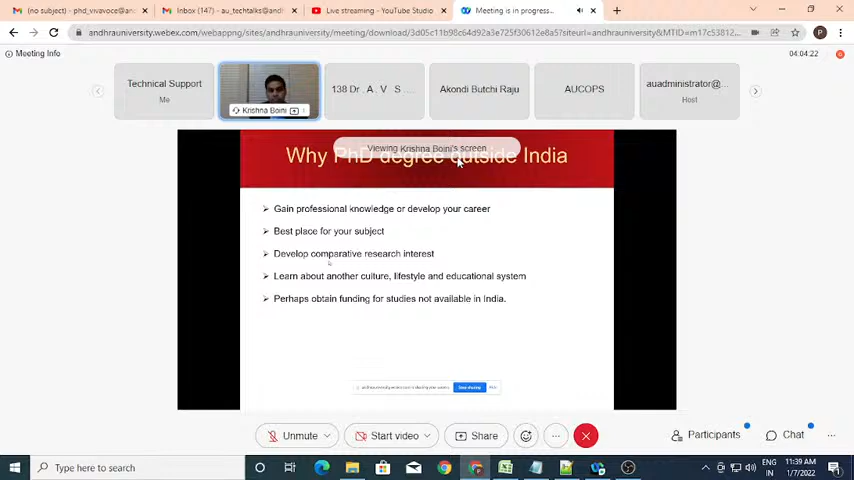 (no subject) - phd_vivavoce@andh
Inbox (147) - au_techtalks@andh
Live streaming - YouTube Studio
Meeting is in progress...
andhrauniversity.webex.com/webappng/sites/andhrauniversity/meeting/download/3d05c11b98c64d92a3e725f30612e8a5?siteurl=andhrauniversity&MTID=m17c53812...
P
Meeting Info
04:04:22
Technical Support
Me
Krishna Boini
138 Dr . A . V S ...
Akondi Butchi Raju
AUCOPS
auadministrator@...
Host
Viewing Krishna Boini's screen
Why PhD degree outside India
Gain professional knowledge or develop your career
Best place for your subject
Develop comparative research interest
Learn about another culture, lifestyle and educational system
Perhaps obtain funding for studies not available in India.
Stop sharing
Hide
Unmute
Start video
Share
Participants
Chat
Type here to search
ENG
IN
11:39 AM
1/7/2022